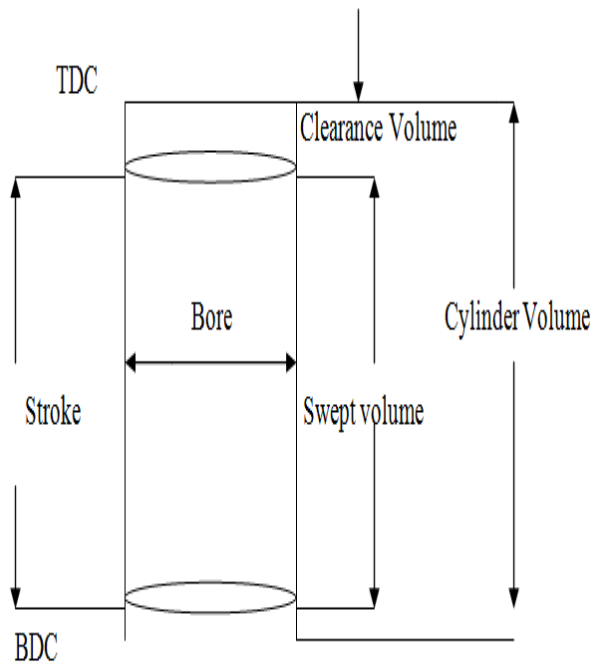 TDC
Clearance Volume
Bore
Cylinder Volume
Stroke
Swept volume
BDC